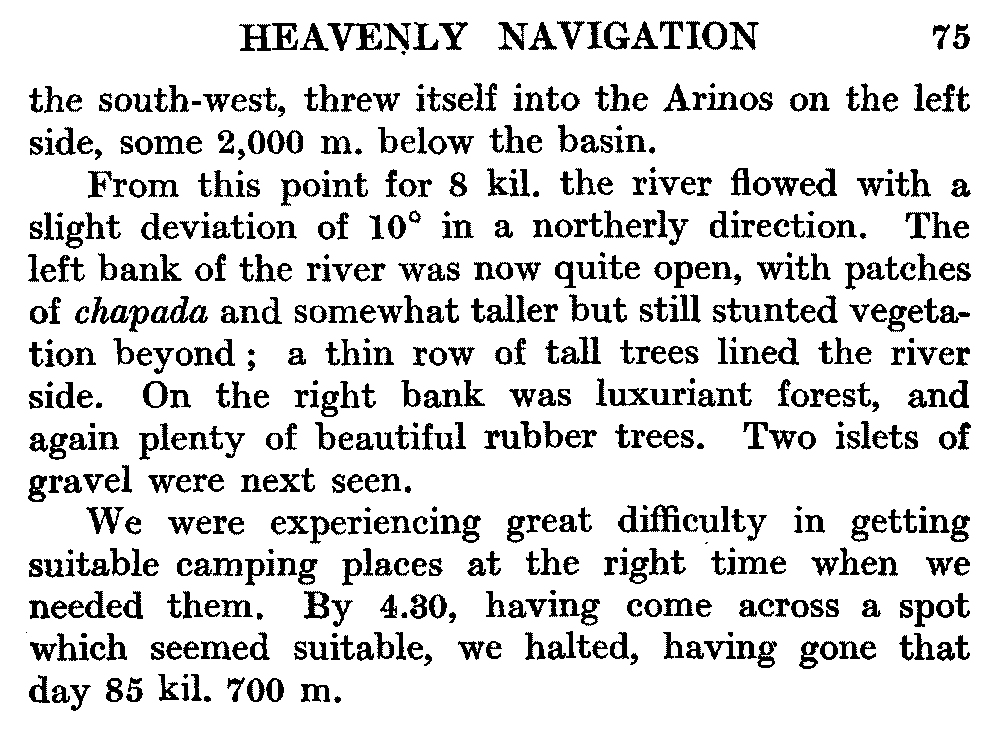 HEAVENLY NAVIGATION 75
the south-west, threw itself into the Arinos on the left
side, some 2,000 m. below the basin.
From this point for 8 kil. the river flowed with a
slight deviation of 10° in a northerly direction. The
left bank of the river was now quite open, with patches
of chapada and somewhat taller but still stunted vegeta-
tion beyond ; a thin row of tall trees lined the river
side. On the right bank was luxuriant forest, and
again plenty of beautiful rubber trees. Two islets of
gravel were next seen.
We were experiencing great difficulty in getting
suitable camping places at the right time when we
needed them. By 4.30, having come across a spot
which seemed suitable, we halted, having gone that
day 85 kil. 700 m.